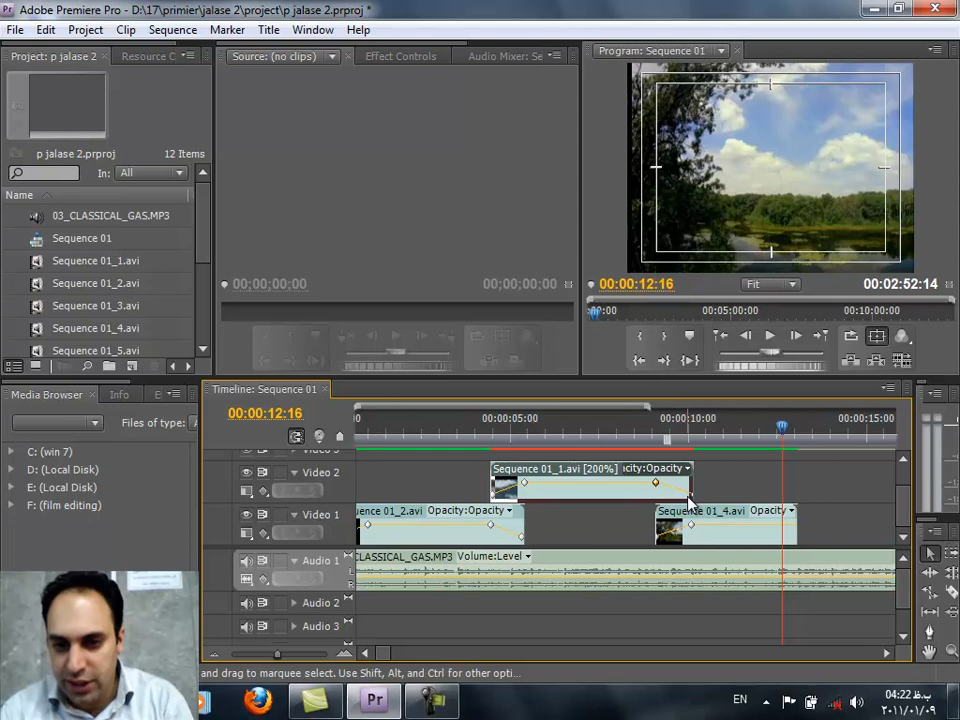 Pr Adobe Premiere Pro - D:\17\primier\jalase 2\project\p jalase 2.prproj *
File Edit Project Clip Sequence Marker Title Window Help
Project: p jalase 2 Resource C
Source: (no clips) Effect Controls Audio Mixer: Se
Program: Sequence 01
p jalase 2.prproj 12 Items
In: All
Name
03_CLASSICAL_GAS.MP3
Sequence 01
Sequence 01_1.avi
Sequence 01_2.avi
Sequence 01_3.avi
Sequence 01_4.avi
Sequence 01_5.avi
00;00;00;00 00;00;00;00
00:00:12:16 Fit 00:02:52:14
:00 00:05:00:00 00:10:00:00
Media Browser Info E
Files of type:
C: (win 7)
D: (Local Disk)
E: (Local Disk)
F: (film editing)
Timeline: Sequence 01
00:00:12:16
00:00:05:00 00:00:10:00 00:00:15:00
Video 2
Sequence 01_1.avi [200%] icity:Opacity
Video 1
uence 01_2.avi Opacity:Opacity
Sequence 01_4.avi Opacity
Audio 1
CLASSICAL_GAS.MP3 Volume:Level
L
R
Audio 2
Audio 3
and drag to marquee select. Use Shift, Alt, and Ctrl for other opti...
Pr
EN
04:22 ب.ظ
۲۰۱۱/۰۱/۰۹